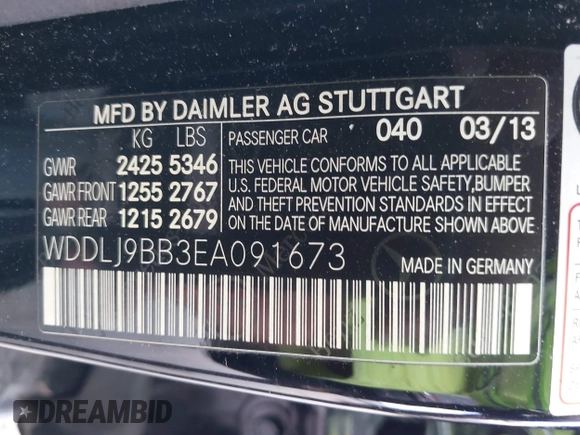 MFD BY DAIMLER AG STUTTGART
KG LBS
GVWR 2425 5346
GAWR FRONT 1255 2767
GAWR REAR 1215 2679
PASSENGER CAR 040 03/13
THIS VEHICLE CONFORMS TO ALL APPLICABLE
U.S. FEDERAL MOTOR VEHICLE SAFETY,BUMPER
AND THEFT PREVENTION STANDARDS IN EFFECT
ON THE DATE OF MANUFACTURE SHOWN ABOVE.
WDDLJ9BB3EA091673
MADE IN GERMANY
DREAMBID